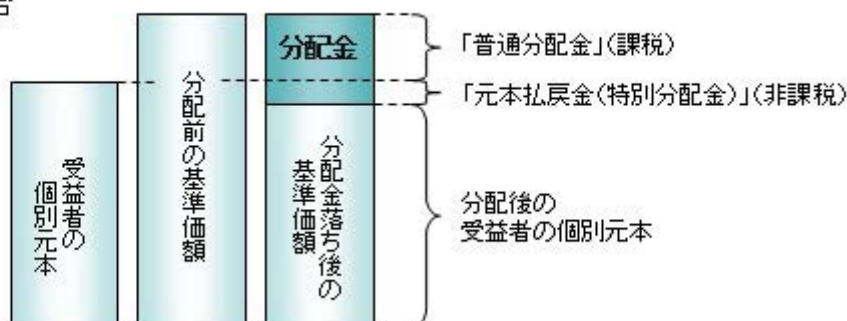 分配金
「普通分配金」(課税)
「元本払戻金(特別分配金)」(非課税)
受益者の
個別元本
分配前の基準価額
分配金落ち後の
基準価額
分配後の
受益者の個別元本